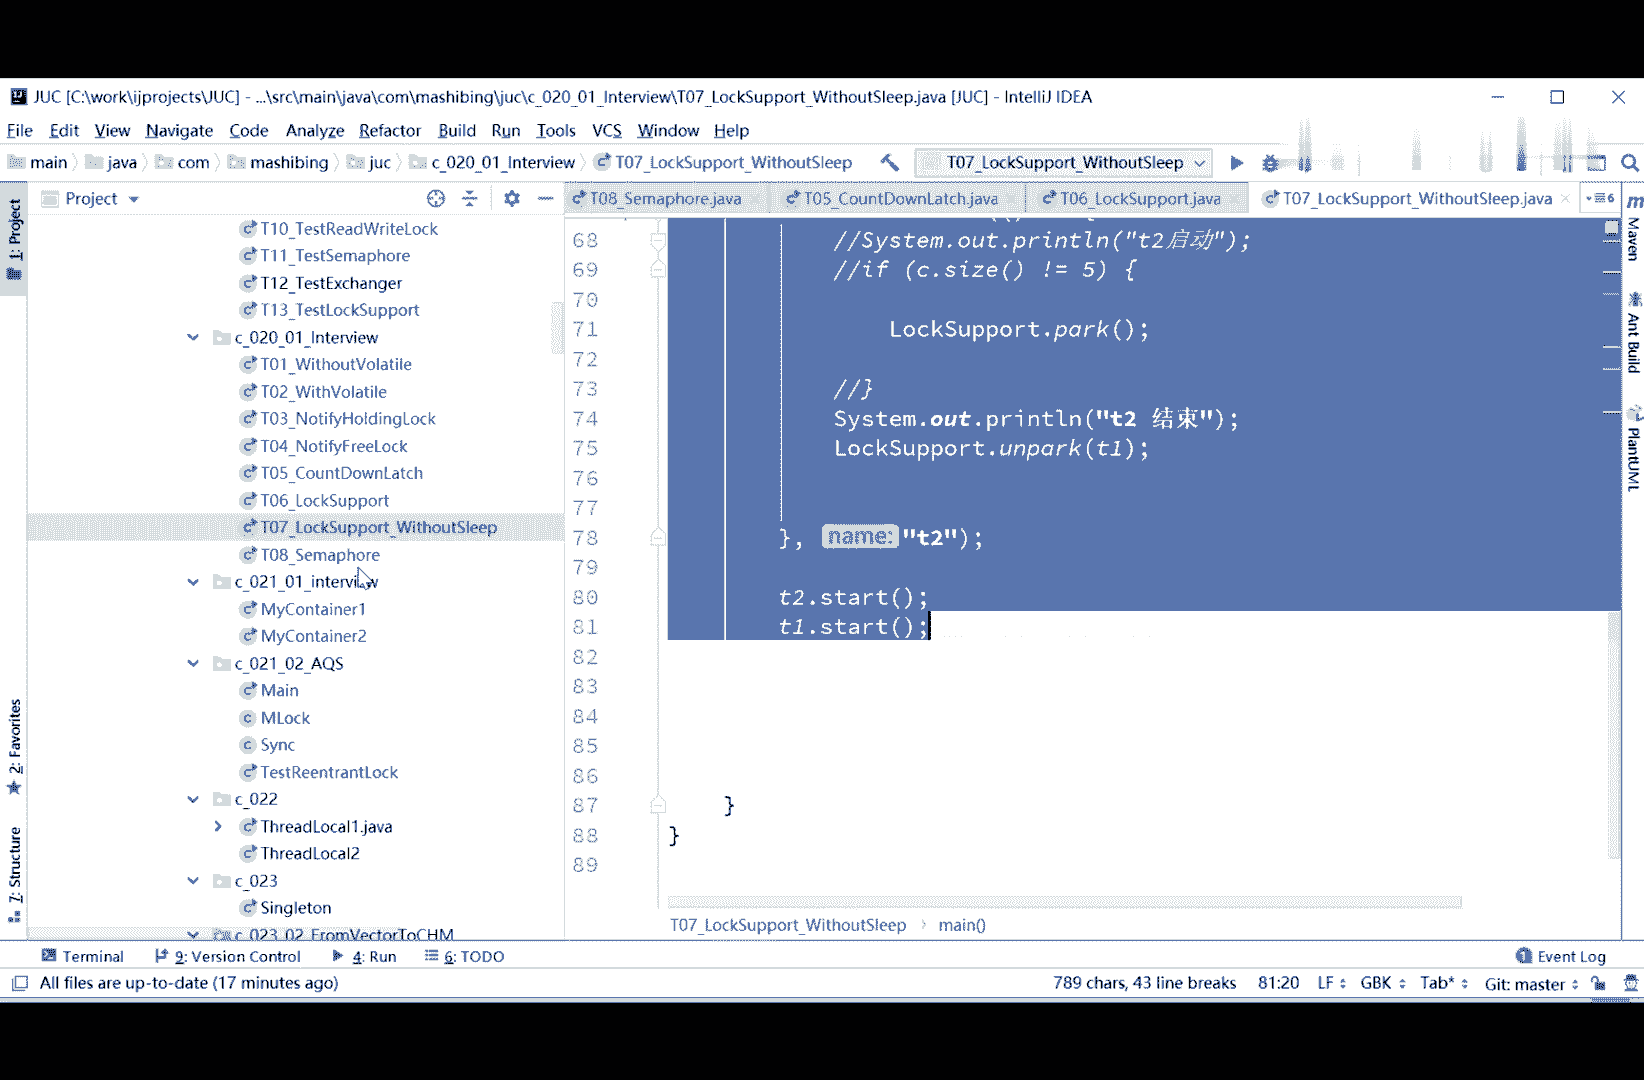 JUC [C:\work\ijprojects\JUC] - ...\src\main\java\com\mashibing\juc\c_020_01_Interview\T07_LockSupport_WithoutSleep.java [JUC] - IntelliJ IDEA
File Edit View Navigate Code Analyze Refactor Build Run Tools VCS Window Help
main java com mashibing juc c_020_01_Interview T07_LockSupport_WithoutSleep T07_LockSupport_WithoutSleep
Project
T08_Semaphore.java T05_CountDownLatch.java T06_LockSupport.java T07_LockSupport_WithoutSleep.java 6
1: Project
2: Favorites
7: Structure
T10_TestReadWriteLock
T11_TestSemaphore
T12_TestExchanger
T13_TestLockSupport
c_020_01_Interview
T01_WithoutVolatile
T02_WithVolatile
T03_NotifyHoldingLock
T04_NotifyFreeLock
T05_CountDownLatch
T06_LockSupport
T07_LockSupport_WithoutSleep
T08_Semaphore
c_021_01_interview
MyContainer1
MyContainer2
c_021_02_AQS
Main
MLock
Sync
TestReentrantLock
c_022
ThreadLocal1.java
ThreadLocal2
c_023
Singleton
c_023_02_FromVectorToCHM
68 //System.out.println("t2启动");
69 //if (c.size() != 5) {
70
71 LockSupport.park();
72
73 //}
74 System.out.println("t2 结束");
75 LockSupport.unpark(t1);
76
77
78 }, name: "t2");
79
80 t2.start();
81 t1.start();
82
83
84
85
86
87 }
88 }
89
T07_LockSupport_WithoutSleep main()
Maven
Ant Build
PlantUML
Terminal 9: Version Control 4: Run 6: TODO 1 Event Log
All files are up-to-date (17 minutes ago) 789 chars, 43 line breaks 81:20 LF GBK Tab* Git: master